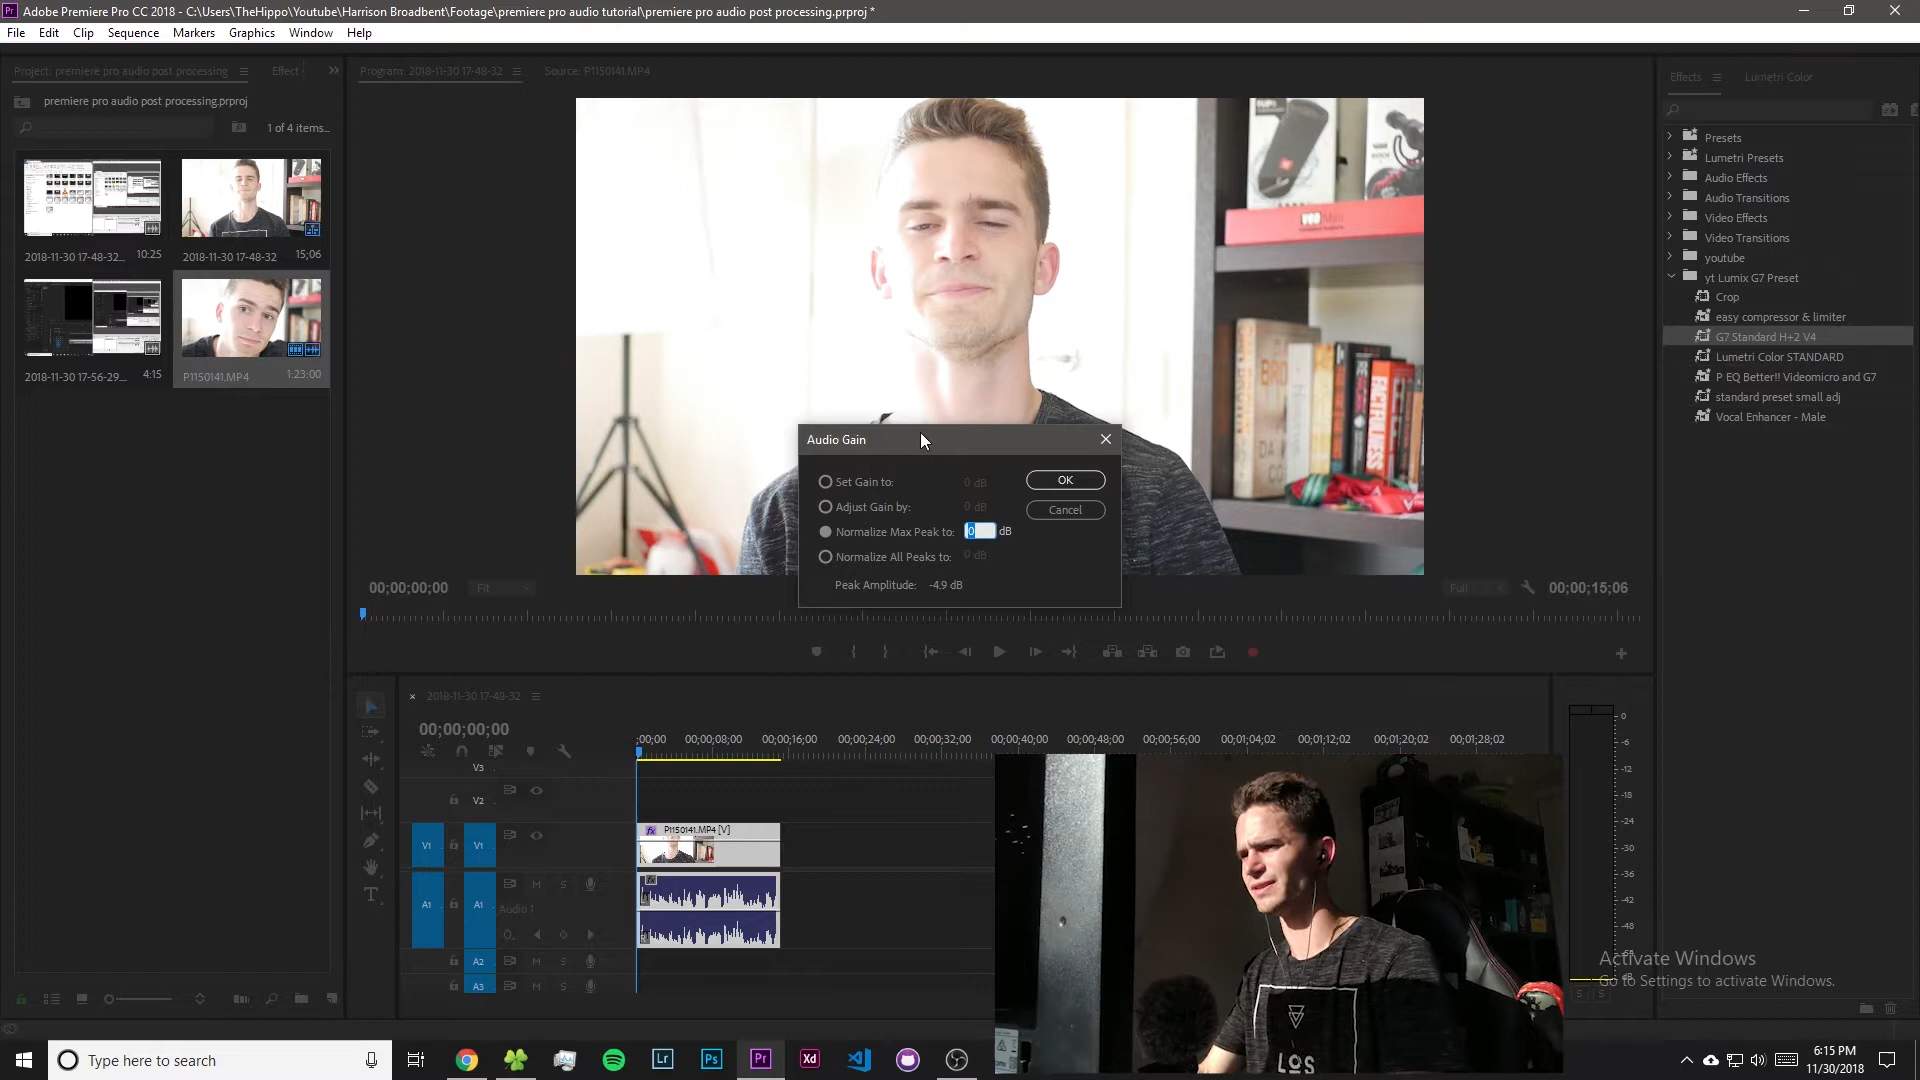 Adobe Premiere Pro CC 2018 - C:\Users\TheHippo\Youtube\Harrison Broadbent\Footage\premiere pro audio tutorial\premiere pro audio post processing.prproj *
File Edit Clip Sequence Markers Graphics Window Help
Project: premiere pro audio post processing
Effect
Program: 2018-11-30 17-48-32
Source: P1150141.MP4
Effects
Lumetri Color
premiere pro audio post processing.prproj
1 of 4 items...
2018-11-30 17-48-32... 10:25
2018-11-30 17-48-32 15;06
2018-11-30 17-56-29... 4:15
P1150141.MP4 1:23:00
Presets
Lumetri Presets
Audio Effects
Audio Transitions
Video Effects
Video Transitions
youtube
yt Lumix G7 Preset
Crop
easy compressor & limiter
G7 Standard H+2 V4
Lumetri Color STANDARD
P EQ Better!! Videomicro and G7
standard preset small adj
Vocal Enhancer - Male
Audio Gain
Set Gain to: 0 dB
OK
Adjust Gain by: 0 dB
Cancel
Normalize Max Peak to: 0 dB
Normalize All Peaks to: 0 dB
Peak Amplitude: -4.9 dB
00;00;00;00
Fit
Full
00;00;15;06
2018-11-30 17-48-32
00;00;00;00
;00;00 00;00;08;00 00;00;16;00 00;00;24;00 00;00;32;00 00;00;40;00 00;00;48;00 00;00;56;00 00;01;04;02 00;01;12;02 00;01;20;02 00;01;28;02
V3
V2
V1 V1
P1150141.MP4 [V]
A1 A1 M S
Audio 1
A2 M S
A3 M S
0
-6
-12
-18
-24
-30
-36
-42
-48
S S
LOS
Activate Windows
Go to Settings to activate Windows.
Type here to search
Lr Ps Pr Xd
6:15 PM
11/30/2018